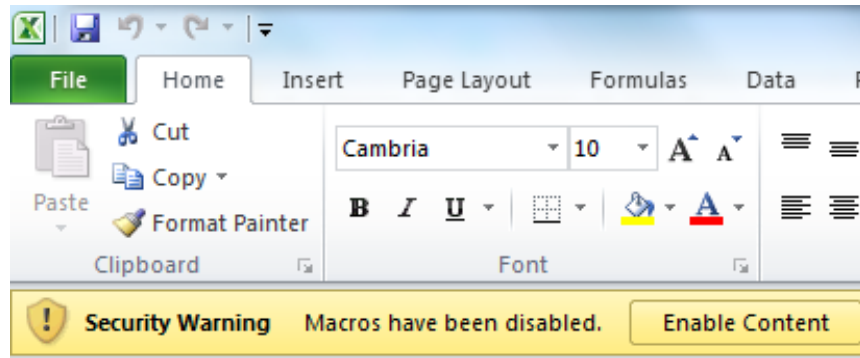 File Home Insert Page Layout Formulas Data
Cut
Cambria 10 A A
Copy
Paste
B I U A
Format Painter
Clipboard Font
Security Warning Macros have been disabled. Enable Content